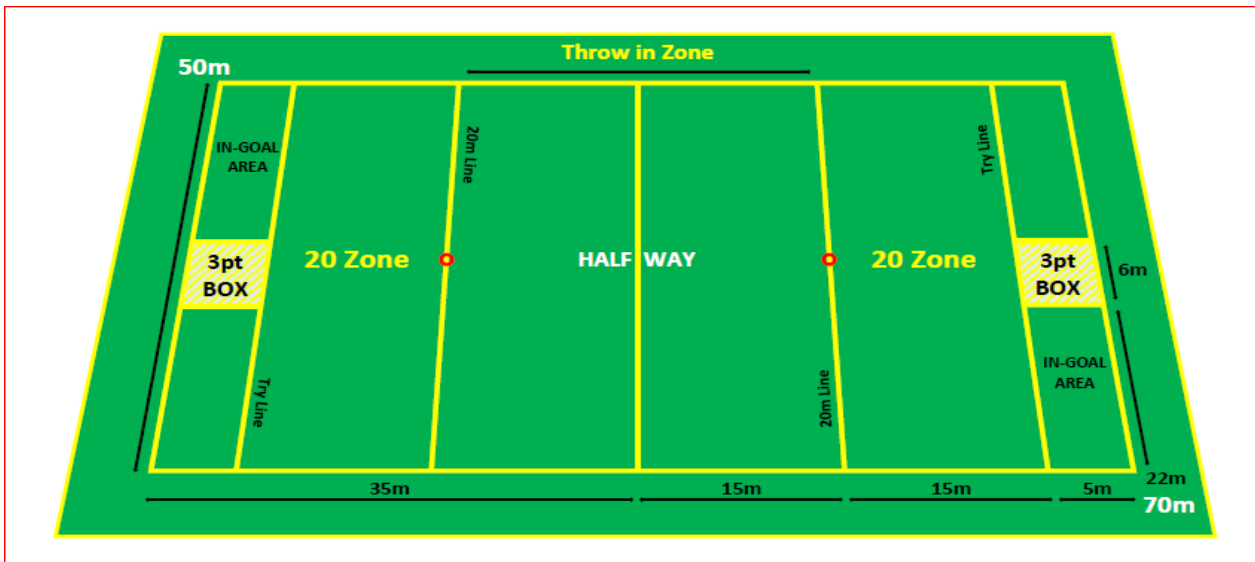 Throw in Zone
50m
20m Line
Try Line
IN-GOAL
AREA
3pt
BOX
20 Zone
HALF WAY
20 Zone
3pt
BOX
6m
IN-GOAL
AREA
Try Line
20m Line
22m
35m
15m
15m
5m
70m